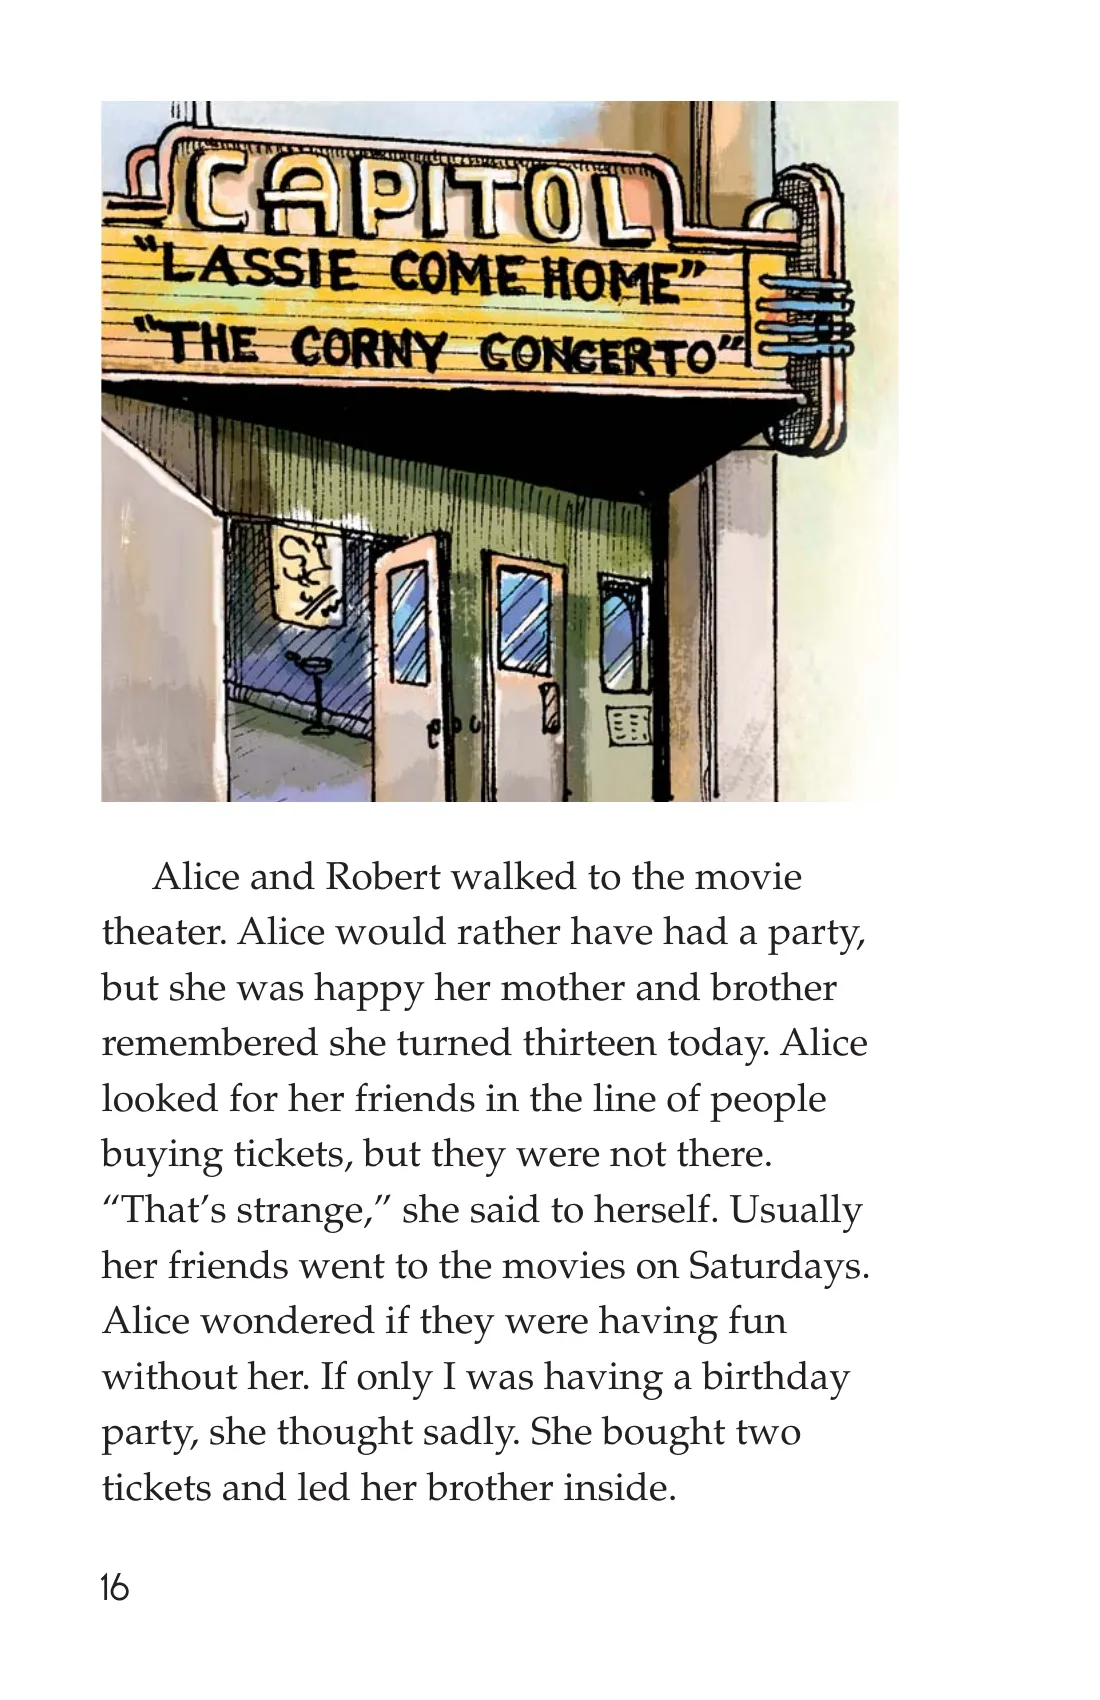 CAPITOL
"LASSIE COME HOME"
"THE CORNY CONCERTO"
Alice and Robert walked to the movie
theater. Alice would rather have had a party,
but she was happy her mother and brother
remembered she turned thirteen today. Alice
looked for her friends in the line of people
buying tickets, but they were not there.
“That’s strange,” she said to herself. Usually
her friends went to the movies on Saturdays.
Alice wondered if they were having fun
without her. If only I was having a birthday
party, she thought sadly. She bought two
tickets and led her brother inside.
16